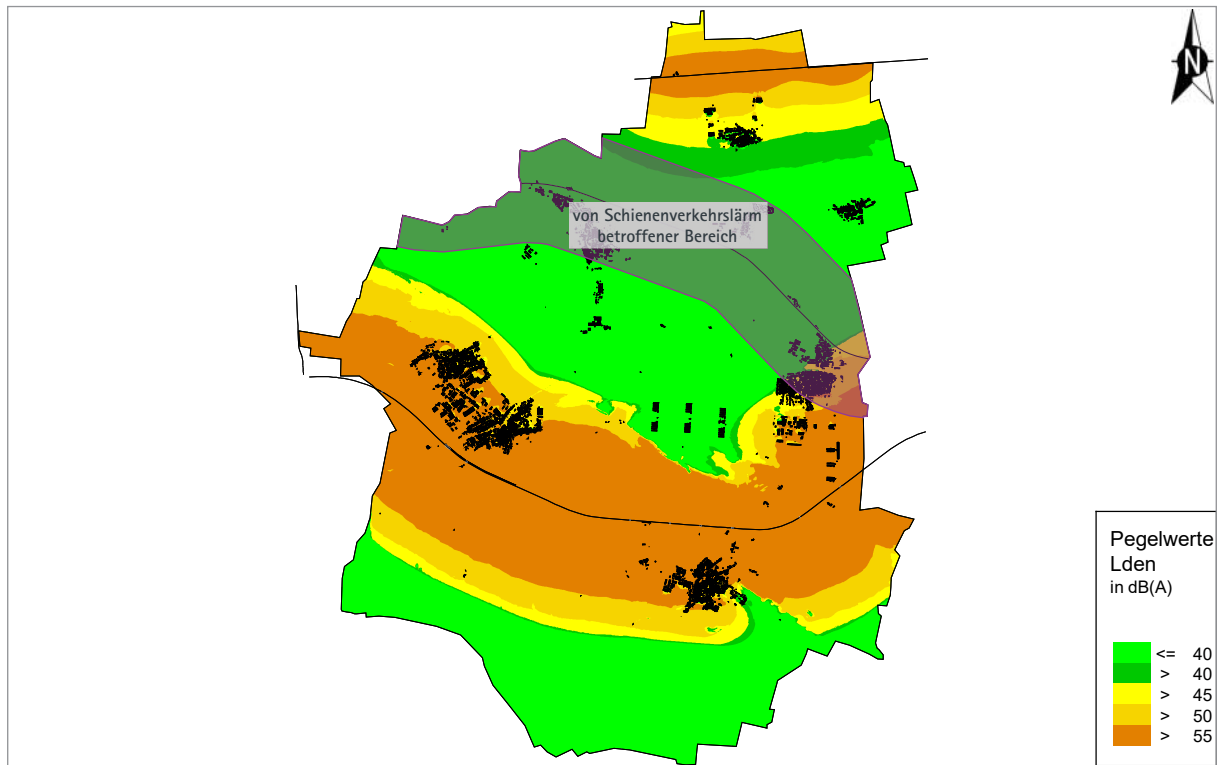 N
von Schienenverkehrslärm
betroffener Bereich
Pegelwerte
Lden
in dB(A)
<= 40
> 40
> 45
> 50
> 55